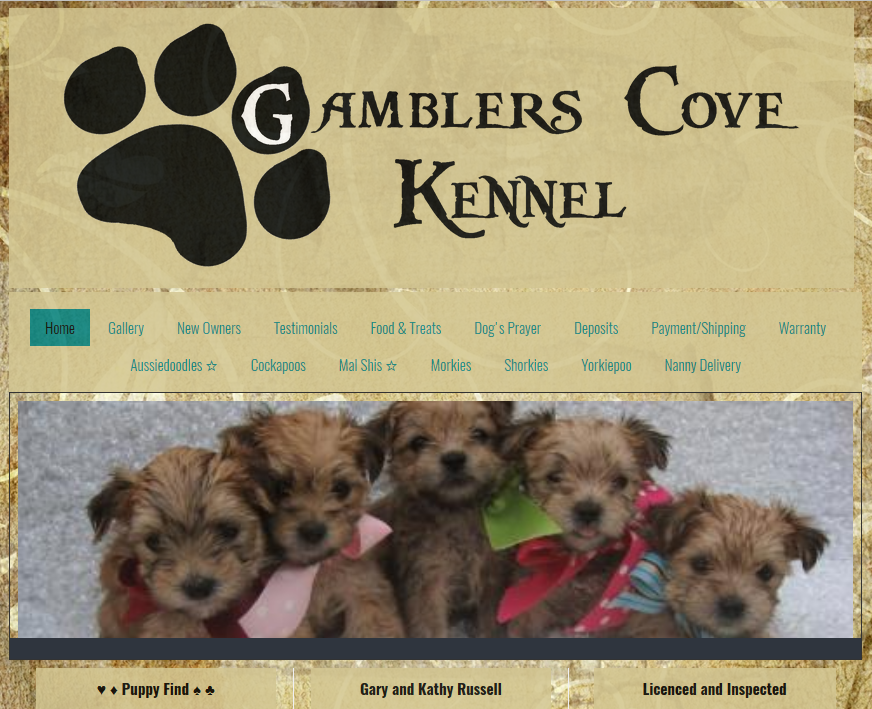 Gamblers Cove
Kennel
Home Gallery New Owners Testimonials Food & Treats Dog's Prayer Deposits Payment/Shipping Warranty
Aussiedoodles ☆ Cockapoos Mal Shis ☆ Morkies Shorkies Yorkiepoo Nanny Delivery
♥ ♦ Puppy Find ♠ ♣ Gary and Kathy Russell Licenced and Inspected